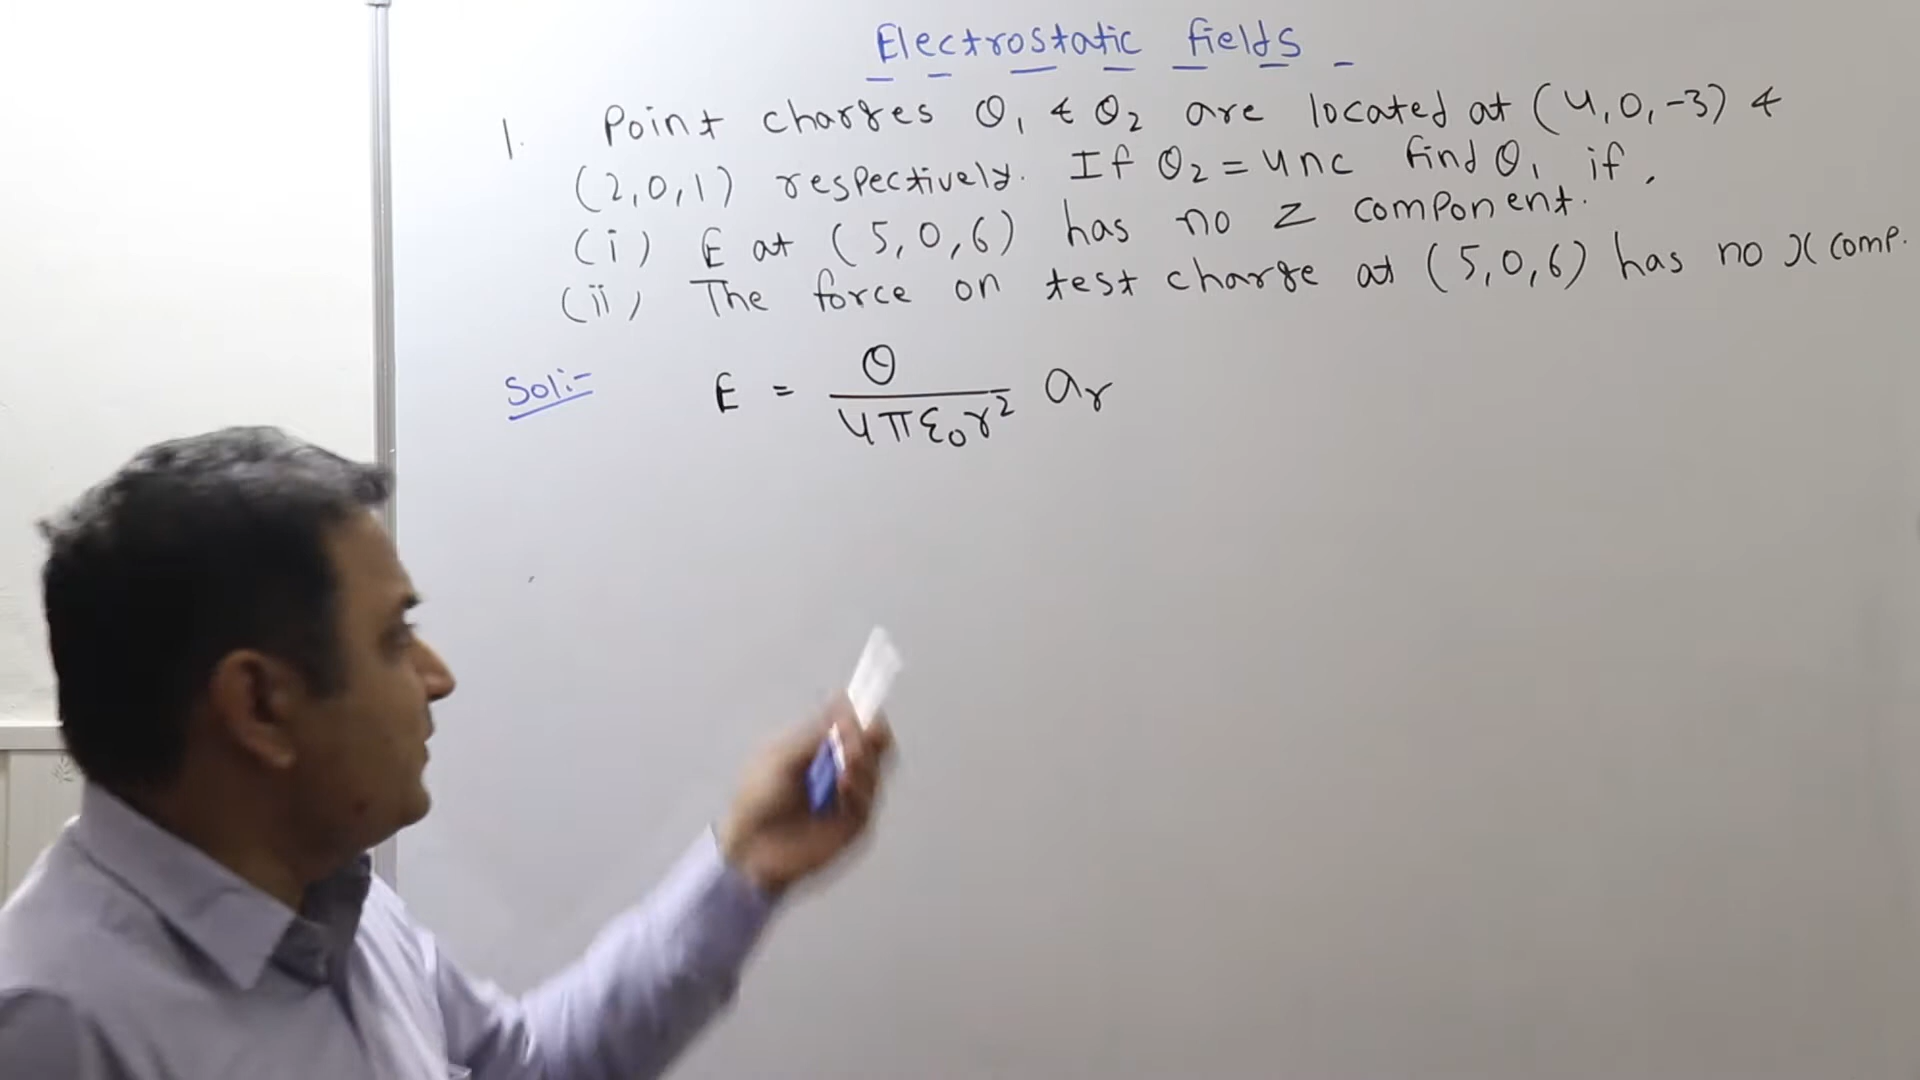 Electrostatic fields
1. Point charges Q₁ & Q₂ are located at (4,0,-3) &
(2,0,1) respectively. If Q₂ = 4nc find Q₁ if,
(i) E at (5,0,6) has no Z component.
(ii) The force on test charge at (5,0,6) has no x comp.
Sol:- E = Q / 4πε₀r² aᵣ